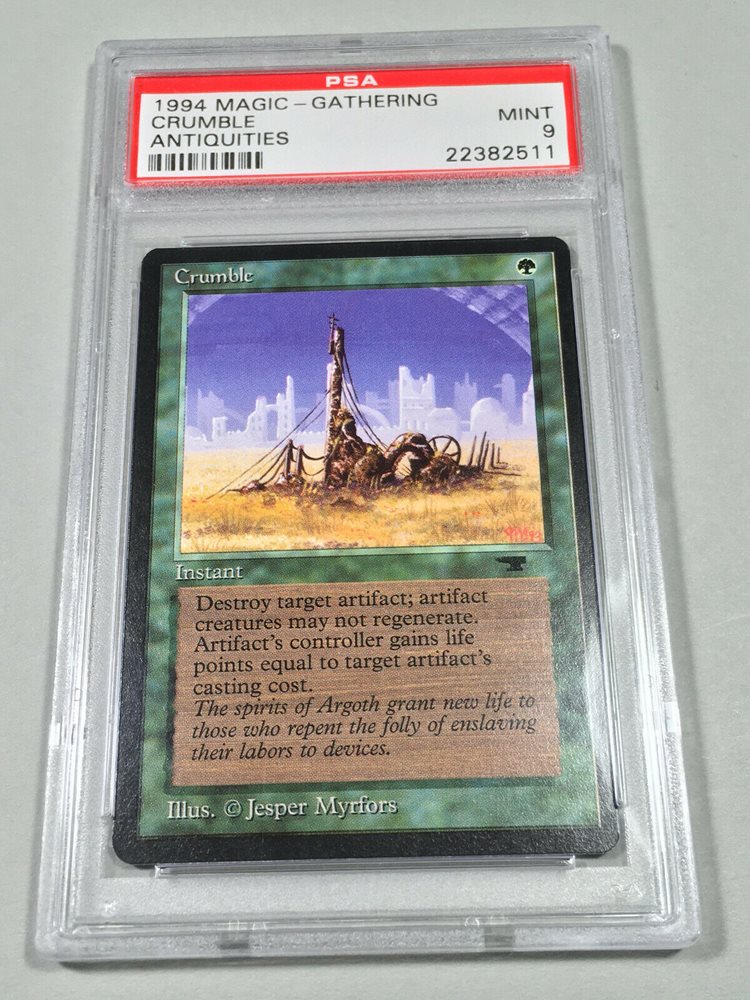 PSA
1994 MAGIC - GATHERING
CRUMBLE MINT
ANTIQUITIES 9
22382511
Crumble
Instant
Destroy target artifact; artifact
creatures may not regenerate.
Artifact's controller gains life
points equal to target artifact's
casting cost.
The spirits of Argoth grant new life to
those who repent the folly of enslaving
their labors to devices.
Illus. © Jesper Myrfors